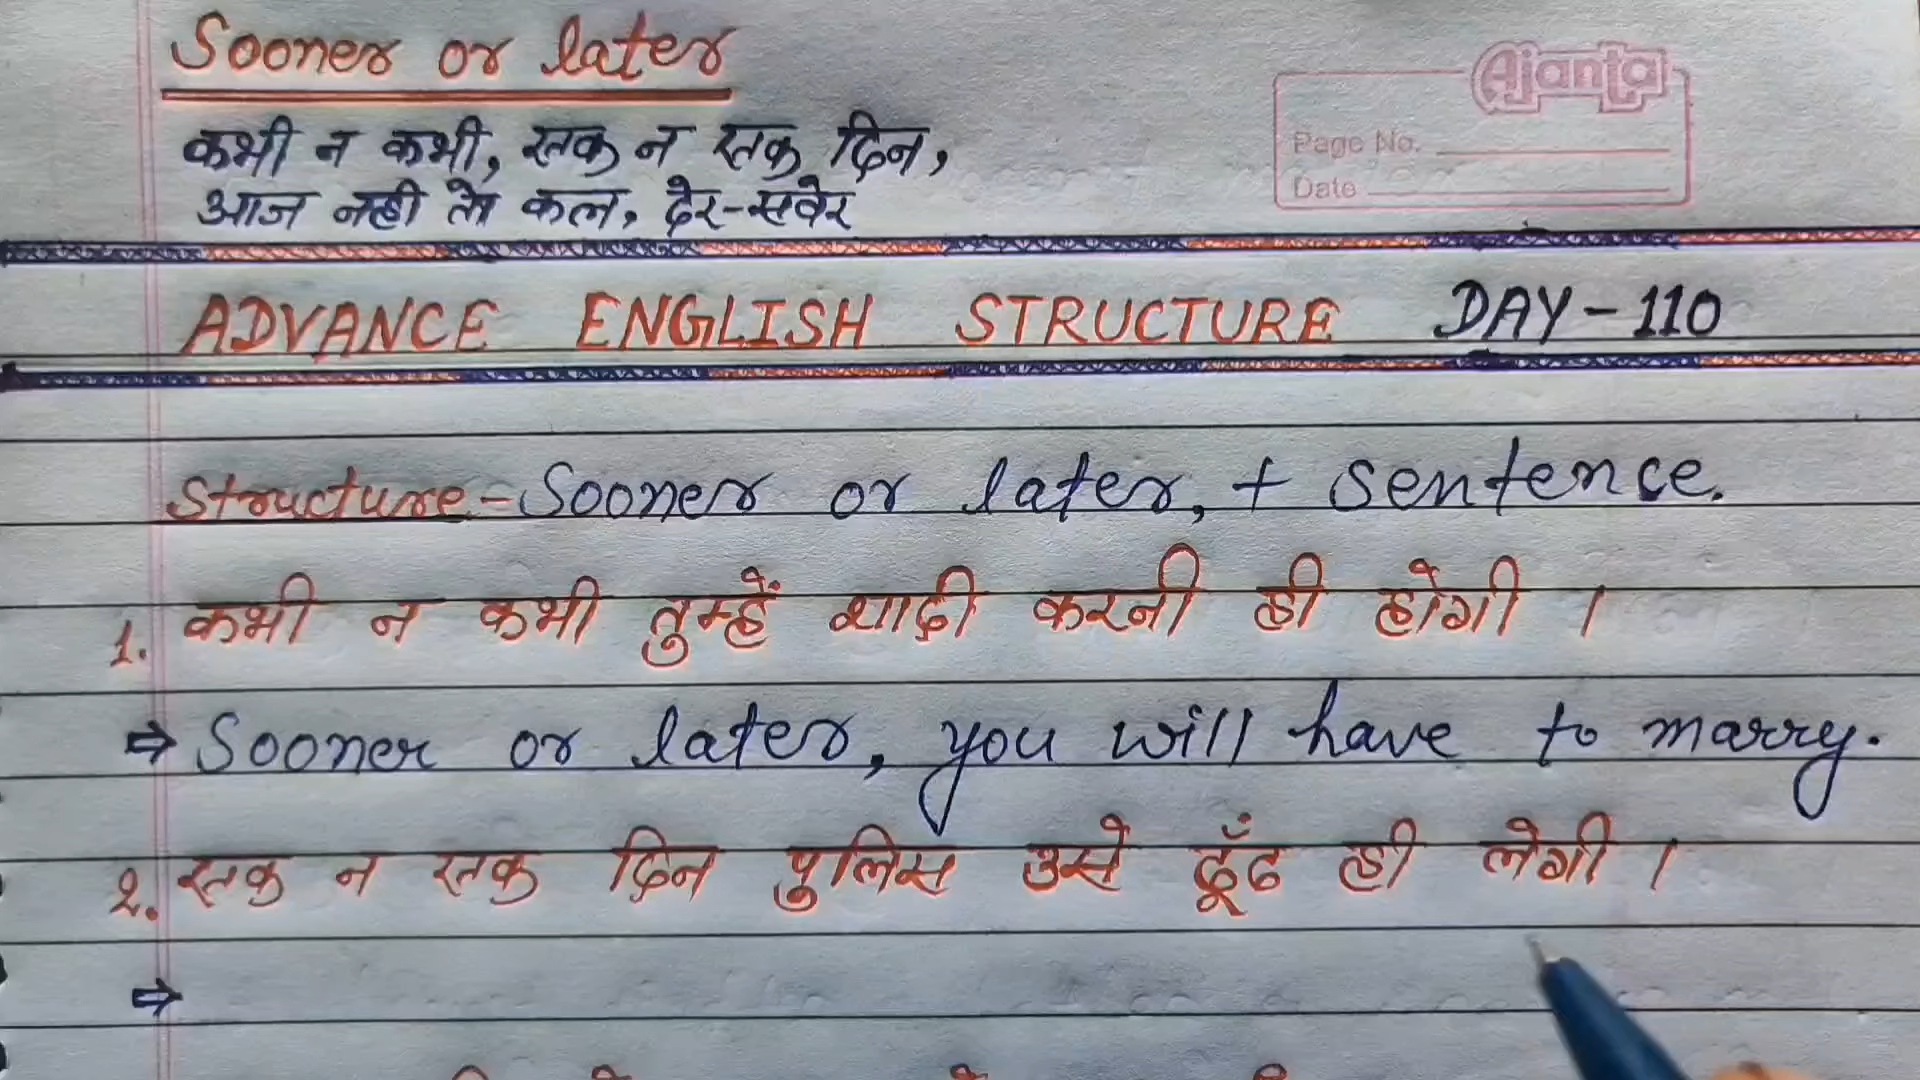 Sooner or later
Ajanta
कभी न कभी, एक न एक दिन,
Page No.
आज नही तो कल, देर-सवेर
Date
ADVANCE ENGLISH STRUCTURE DAY-110
Structure-Sooner or later, + sentence.
1. कभी न कभी तुम्हें शादी करनी ही होगी ।
⇒ Sooner or later, you will have to marry.
2. एक न एक दिन पुलिस उसे ढूँढ ही लेगी ।
⇒